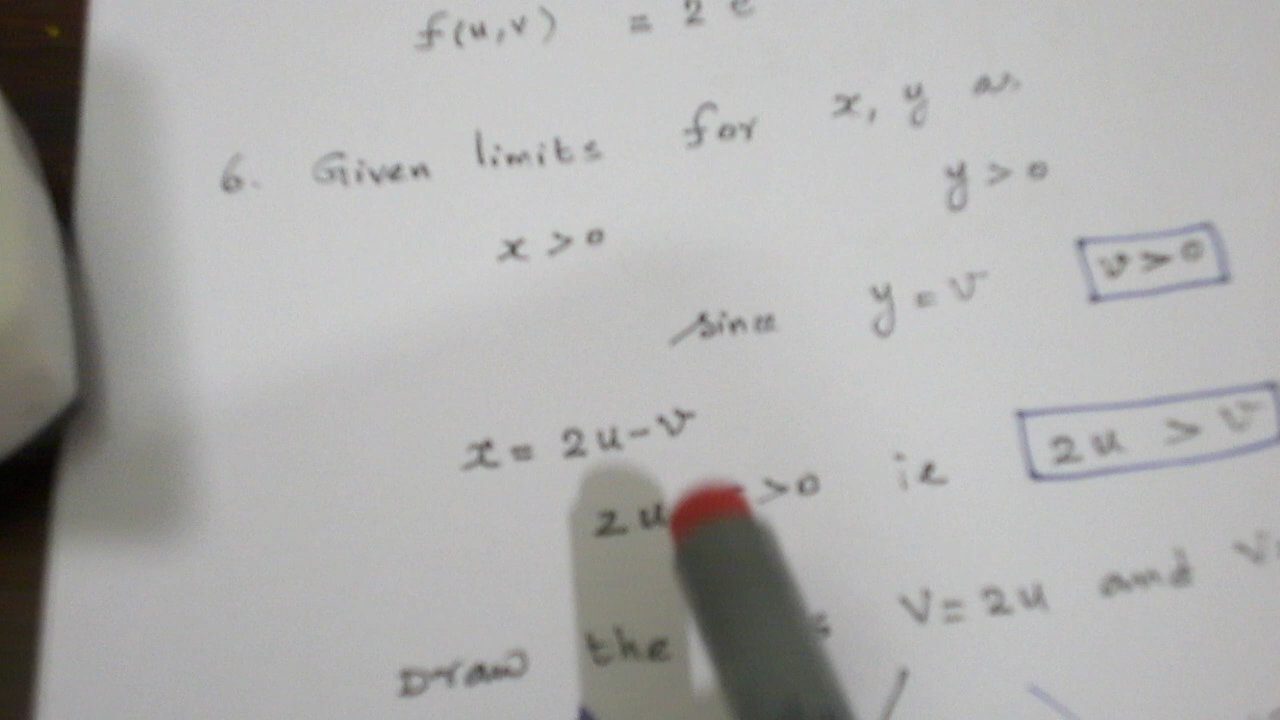 f(u,v) = 2 e
6. Given limits for x, y as
x > 0 y > 0
since y = v v > 0
x = 2u - v
2u > 0 ie 2u > v
Draw the v = 2u and v